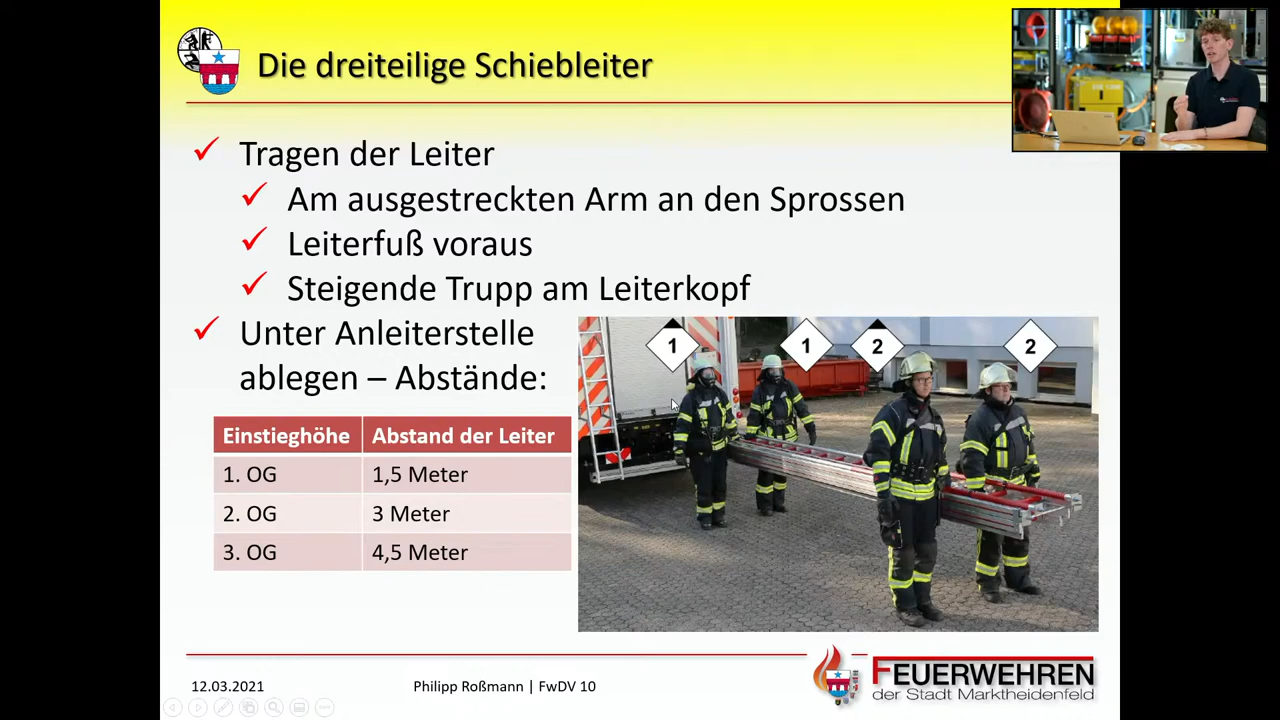 Die dreiteilige Schiebleiter
Tragen der Leiter
Am ausgestreckten Arm an den Sprossen
Leiterfuß voraus
Steigende Trupp am Leiterkopf
Unter Anleiterstelle
ablegen – Abstände:
1 1 2 2
Einstieghöhe Abstand der Leiter
1. OG 1,5 Meter
2. OG 3 Meter
3. OG 4,5 Meter
12.03.2021 Philipp Roßmann | FwDV 10
FEUERWEHREN
der Stadt Marktheidenfeld